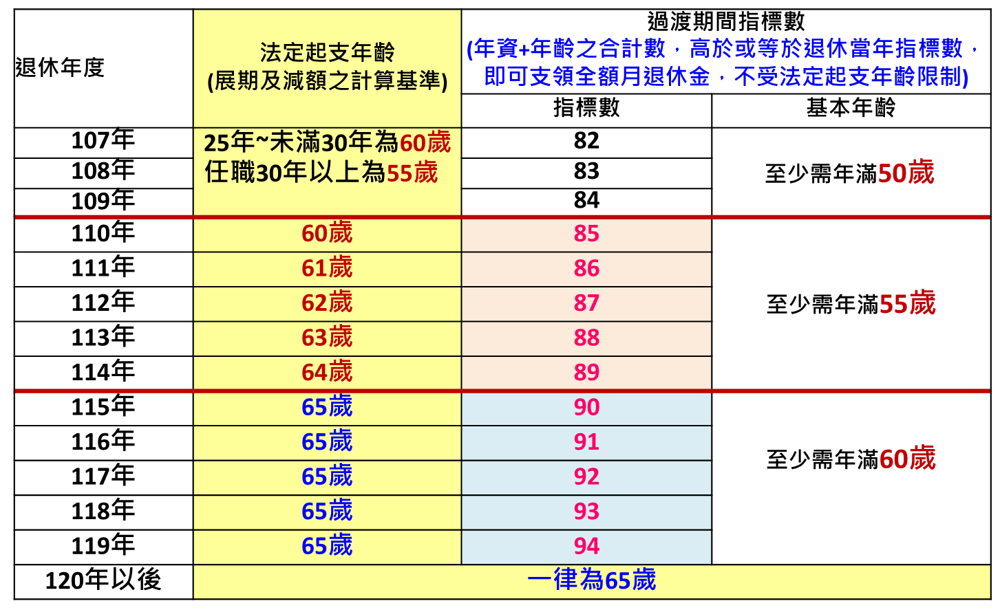 退休年度
法定起支年齡
(展期及減額之計算基準)
過渡期間指標數
(年資+年齡之合計數，高於或等於退休當年指標數，
即可支領全額月退休金，不受法定起支年齡限制)
指標數
基本年齡
107年
25年~未滿30年為60歲
任職30年以上為55歲
82
至少需年滿50歲
108年
83
109年
84
110年
60歲
85
至少需年滿55歲
111年
61歲
86
112年
62歲
87
113年
63歲
88
114年
64歲
89
115年
65歲
90
至少需年滿60歲
116年
65歲
91
117年
65歲
92
118年
65歲
93
119年
65歲
94
120年以後
一律為65歲